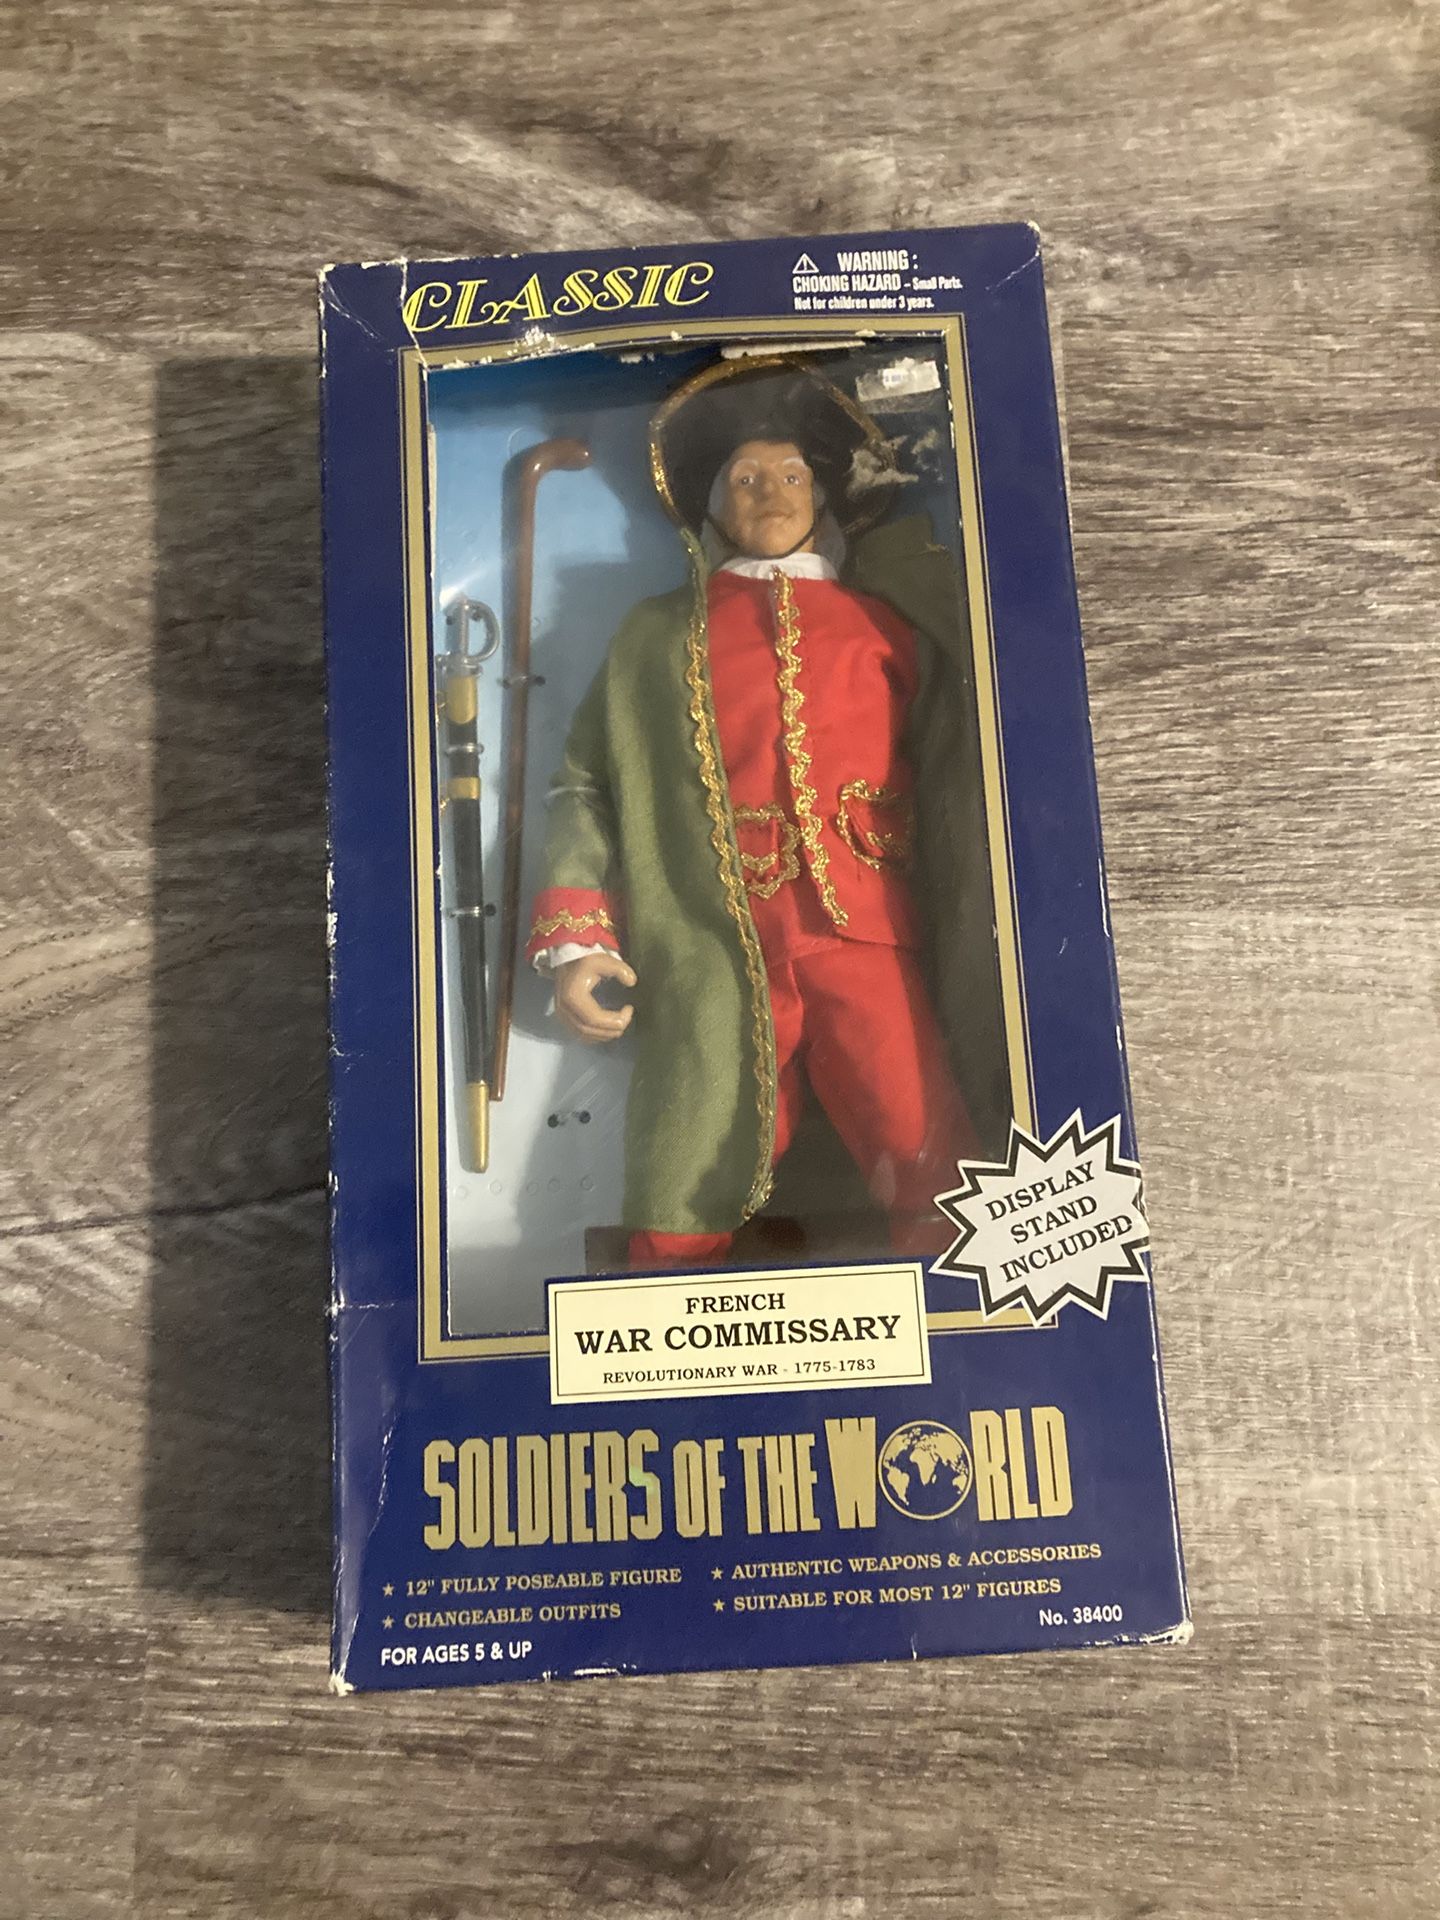 CLASSIC
⚠ WARNING :
CHOKING HAZARD – Small Parts.
Not for children under 3 years.
DISPLAY
STAND
INCLUDED
FRENCH
WAR COMMISSARY
REVOLUTIONARY WAR - 1775-1783
SOLDIERS OF THE WORLD
★ 12" FULLY POSEABLE FIGURE
★ AUTHENTIC WEAPONS & ACCESSORIES
★ CHANGEABLE OUTFITS
★ SUITABLE FOR MOST 12" FIGURES
No. 38400
FOR AGES 5 & UP